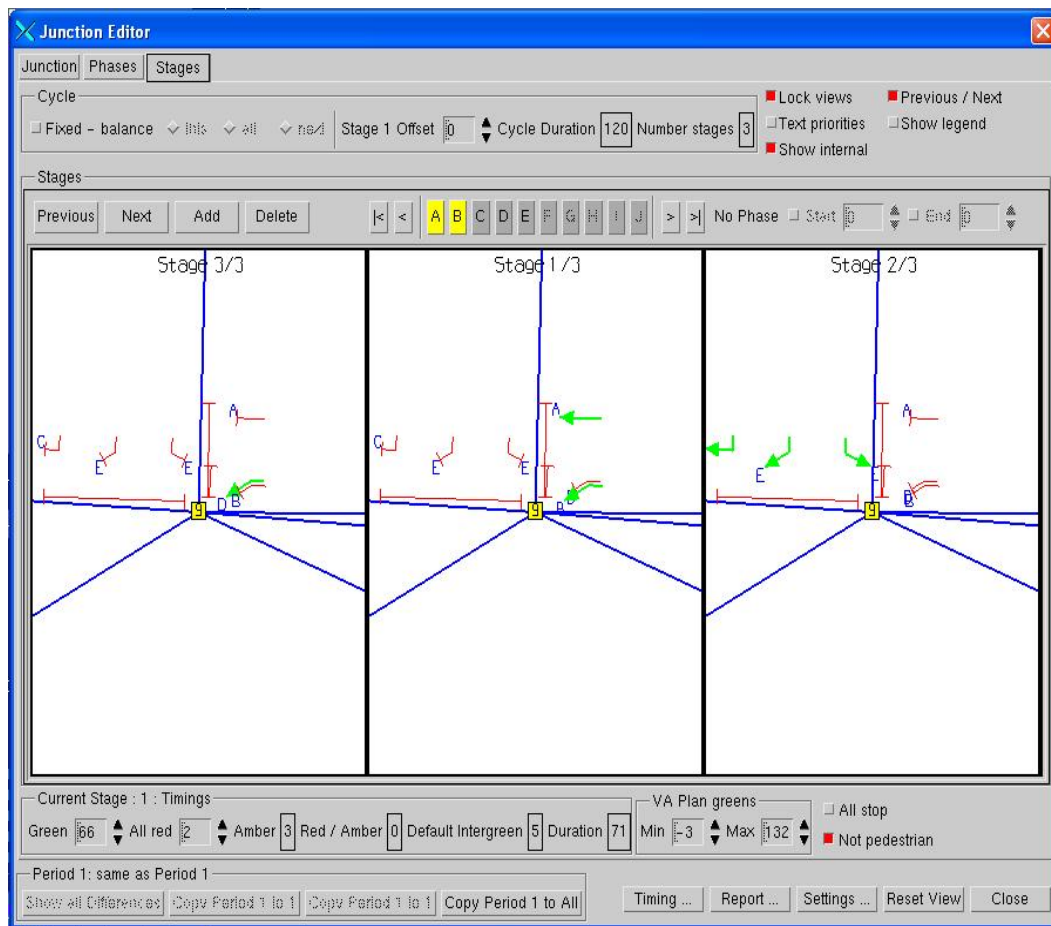 Junction Editor
Junction Phases Stages
Cycle
Fixed - balance this all next Stage 1 Offset 0 Cycle Duration 120 Number stages 3
Lock views Previous / Next
Text priorities Show legend
Show internal
Stages
Previous Next Add Delete |< < A B C D E F G H I J > >| No Phase Start 0 End 0
Stage 3/3 Stage 1/3 Stage 2/3
A A A
C E E C E E E E
D B B D B
9 9 9
Current Stage : 1 : Timings
Green 66 All red 2 Amber 3 Red / Amber 0 Default Intergreen 5 Duration 71
VA Plan greens
Min -3 Max 132
All stop
Not pedestrian
Period 1: same as Period 1
Show all Differences Copy Period 1 to 1 Copy Period 1 to 1 Copy Period 1 to All
Timing ... Report ... Settings ... Reset View Close